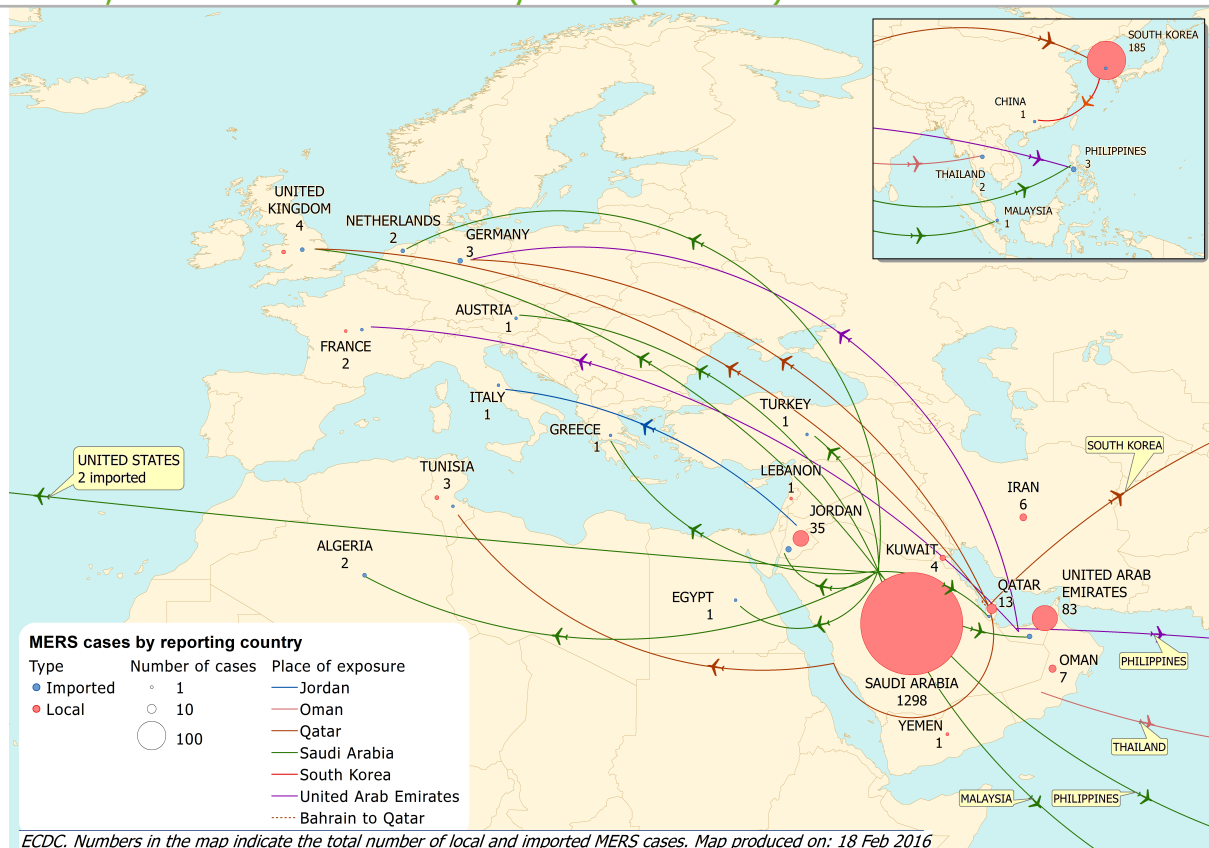 SOUTH KOREA
185
CHINA
1
PHILIPPINES
3
THAILAND
2
MALAYSIA
1
UNITED
KINGDOM
4
NETHERLANDS
2
GERMANY
3
AUSTRIA
1
FRANCE
2
ITALY
1
GREECE
1
TURKEY
1
LEBANON
1
JORDAN
35
UNITED STATES
2 imported
TUNISIA
3
ALGERIA
2
EGYPT
1
SOUTH KOREA
IRAN
6
KUWAIT
4
QATAR
13
UNITED ARAB
EMIRATES
83
PHILIPPINES
OMAN
7
SAUDI ARABIA
1298
YEMEN
1
THAILAND
MALAYSIA
PHILIPPINES
MERS cases by reporting country
Type
Imported
Local
Number of cases
1
10
100
Place of exposure
Jordan
Oman
Qatar
Saudi Arabia
South Korea
United Arab Emirates
Bahrain to Qatar
ECDC. Numbers in the map indicate the total number of local and imported MERS cases. Map produced on: 18 Feb 2016